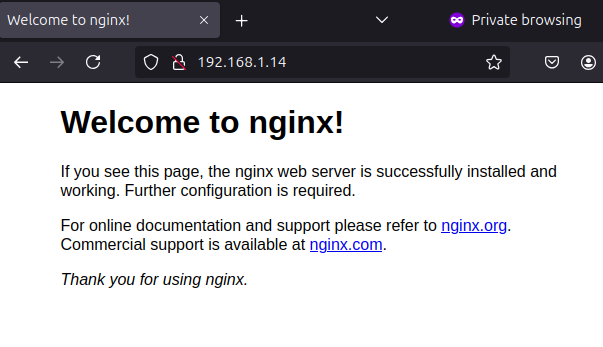 Welcome to nginx!
Private browsing
192.168.1.14
Welcome to nginx!
If you see this page, the nginx web server is successfully installed and
working. Further configuration is required.
For online documentation and support please refer to nginx.org.
Commercial support is available at nginx.com.
Thank you for using nginx.